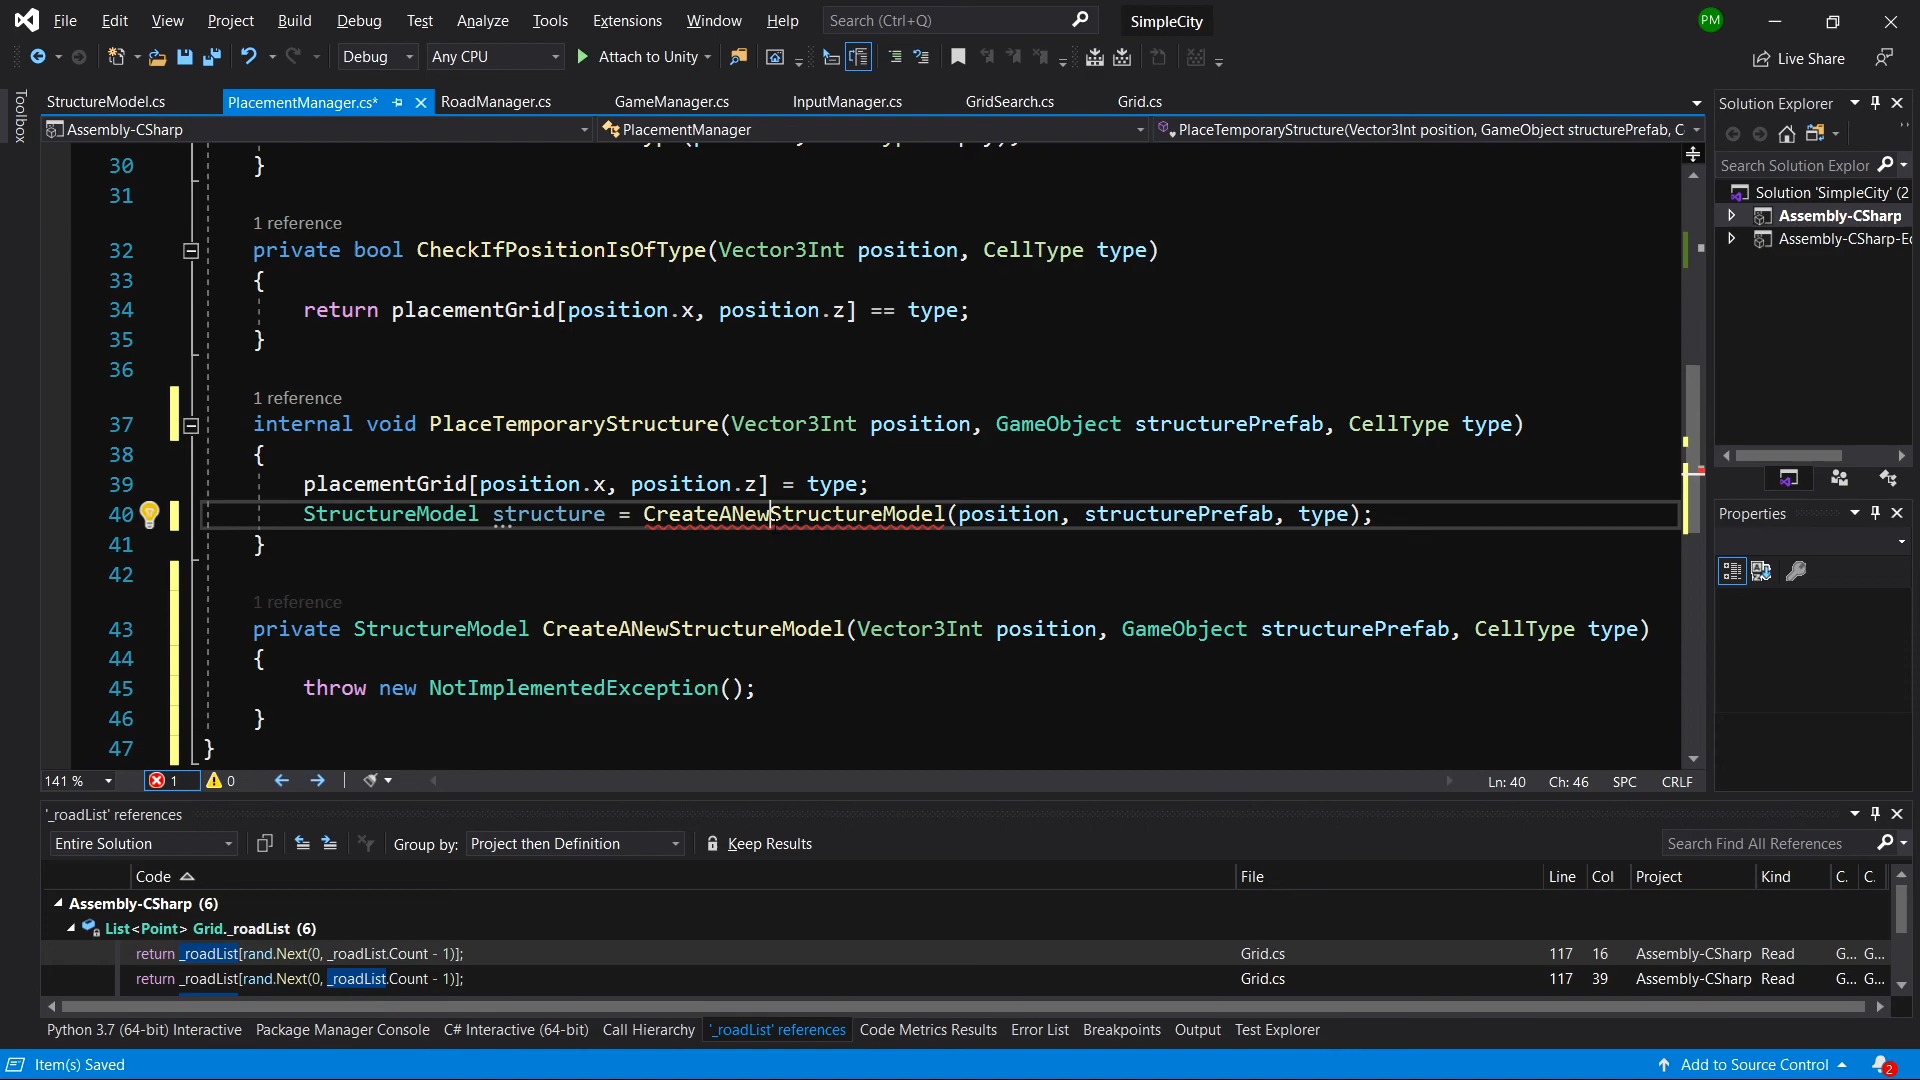 File Edit View Project Build Debug Test Analyze Tools Extensions Window Help Search (Ctrl+Q) SimpleCity PM
Debug Any CPU Attach to Unity Live Share
Toolbox
StructureModel.cs PlacementManager.cs* RoadManager.cs GameManager.cs InputManager.cs GridSearch.cs Grid.cs
Assembly-CSharp PlacementManager PlaceTemporaryStructure(Vector3Int position, GameObject structurePrefab, C
30 }
31
1 reference
32 private bool CheckIfPositionIsOfType(Vector3Int position, CellType type)
33 {
34 return placementGrid[position.x, position.z] == type;
35 }
36
1 reference
37 internal void PlaceTemporaryStructure(Vector3Int position, GameObject structurePrefab, CellType type)
38 {
39 placementGrid[position.x, position.z] = type;
40 StructureModel structure = CreateANewStructureModel(position, structurePrefab, type);
41 }
42
1 reference
43 private StructureModel CreateANewStructureModel(Vector3Int position, GameObject structurePrefab, CellType type)
44 {
45 throw new NotImplementedException();
46 }
47 }
141 % 1 0 Ln: 40 Ch: 46 SPC CRLF
Solution Explorer
Search Solution Explor
Solution 'SimpleCity' (2
Assembly-CSharp
Assembly-CSharp-Ec
Properties
'_roadList' references
Entire Solution Group by: Project then Definition Keep Results Search Find All References
Code File Line Col Project Kind C. C.
Assembly-CSharp (6)
List<Point> Grid._roadList (6)
return _roadList[rand.Next(0, _roadList.Count - 1)]; Grid.cs 117 16 Assembly-CSharp Read G... G...
return _roadList[rand.Next(0, _roadList.Count - 1)]; Grid.cs 117 39 Assembly-CSharp Read G... G...
Python 3.7 (64-bit) Interactive Package Manager Console C# Interactive (64-bit) Call Hierarchy '_roadList' references Code Metrics Results Error List Breakpoints Output Test Explorer
Item(s) Saved Add to Source Control 2